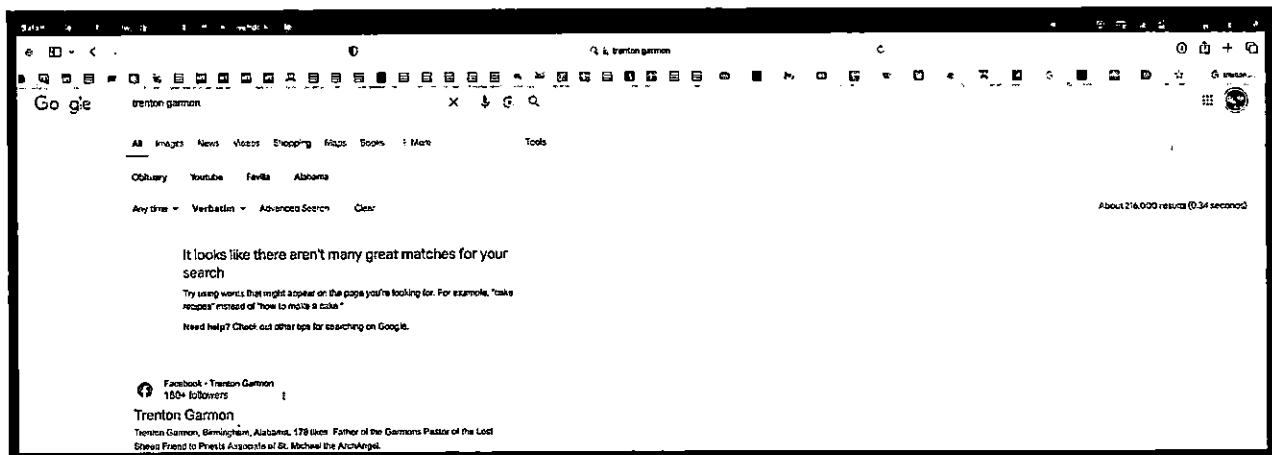 trenton garmon
Go gle
trenton garmon
All Images News Videos Shopping Maps Books More Tools
Obituary Youtube Favilla Alabama
Any time Verbatim Advanced Search Clear
About 216,000 results (0.34 seconds)
It looks like there aren't many great matches for your
search
Try using words that might appear on the page you're looking for. For example, "cake
recipes" instead of "how to make a cake."
Need help? Check out other tips for searching on Google.
Facebook · Trenton Garmon
180+ followers
Trenton Garmon
Trenton Garmon, Birmingham, Alabama. 178 likes. Father of the Garmons Pastor of the Lost
Sheep Friend to Priests Associate of St. Michael the ArchAngel.